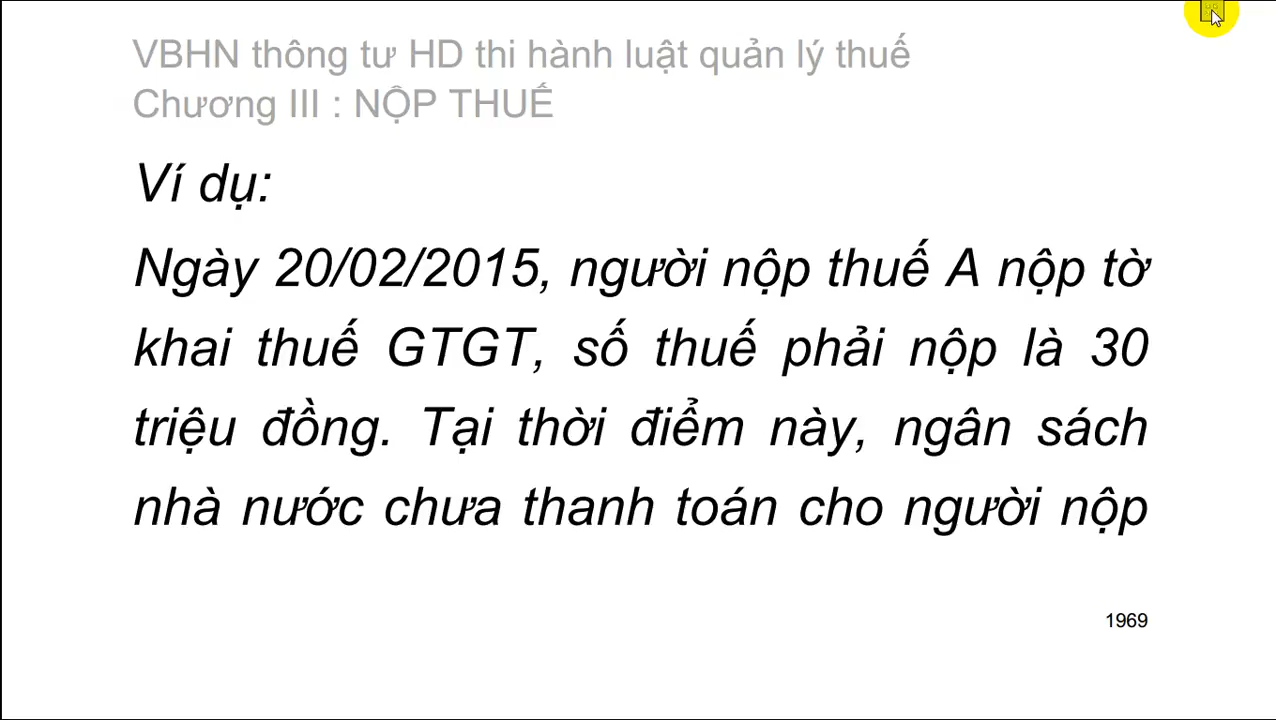 VBHN thông tư HD thi hành luật quản lý thuế
Chương III : NỘP THUẾ
Ví dụ:
Ngày 20/02/2015, người nộp thuế A nộp tờ
khai thuế GTGT, số thuế phải nộp là 30
triệu đồng. Tại thời điểm này, ngân sách
nhà nước chưa thanh toán cho người nộp
1969